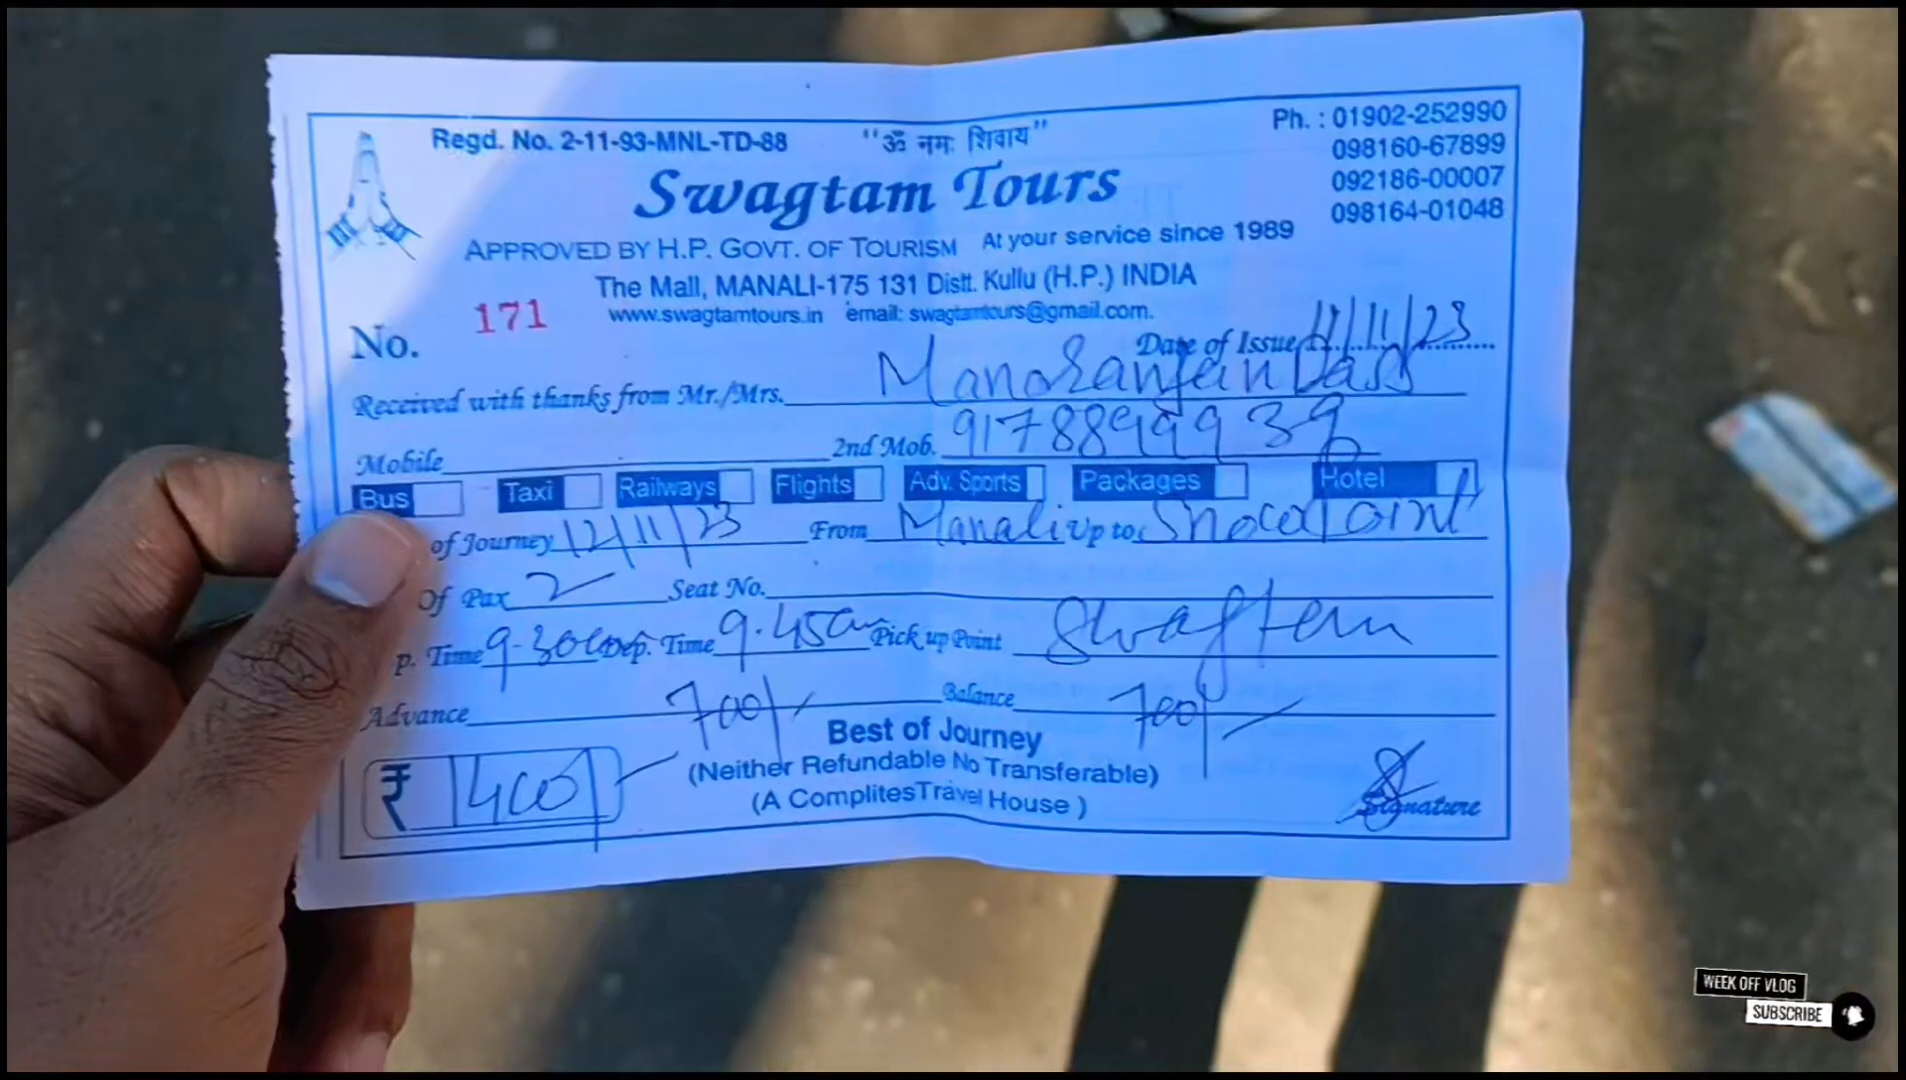 Regd. No. 2-11-93-MNL-TD-88 "ॐ नमः शिवाय" Ph. : 01902-252990
098160-67899
092186-00007
098164-01048
Swagtam Tours
APPROVED BY H.P. GOVT. OF TOURISM At your service since 1989
The Mall, MANALI-175 131 Distt. Kullu (H.P.) INDIA
www.swagtamtours.in email: swagtamtours@gmail.com.
No. 171 Date of Issue 11/11/23
Received with thanks from Mr./Mrs. Manoranjan Dass
Mobile 2nd Mob.
Bus Taxi Railways Flights Adv. Sports Packages Hotel
of Journey 12/11/23 From Manali up to Snow Point
Of Pax 2 Seat No.
p. Time 9.30 Dep. Time 9.45am Pick up Point Swagtam
Advance 700/- Balance 700/-
Best of Journey
₹ 1400/- (Neither Refundable No Transferable)
(A Complites Travel House ) Signature
WEEK OFF VLOG
SUBSCRIBE